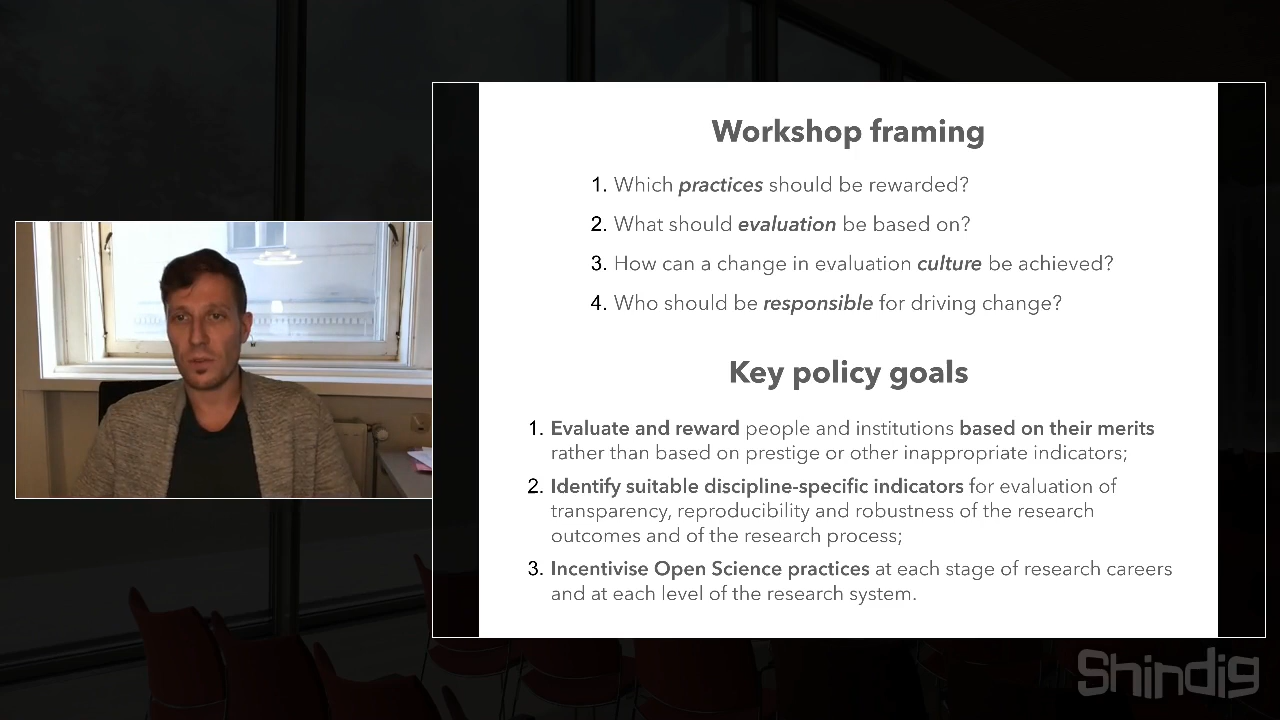 Workshop framing
1. Which practices should be rewarded?
2. What should evaluation be based on?
3. How can a change in evaluation culture be achieved?
4. Who should be responsible for driving change?
Key policy goals
1. Evaluate and reward people and institutions based on their merits
rather than based on prestige or other inappropriate indicators;
2. Identify suitable discipline-specific indicators for evaluation of
transparency, reproducibility and robustness of the research
outcomes and of the research process;
3. Incentivise Open Science practices at each stage of research careers
and at each level of the research system.
Shindig